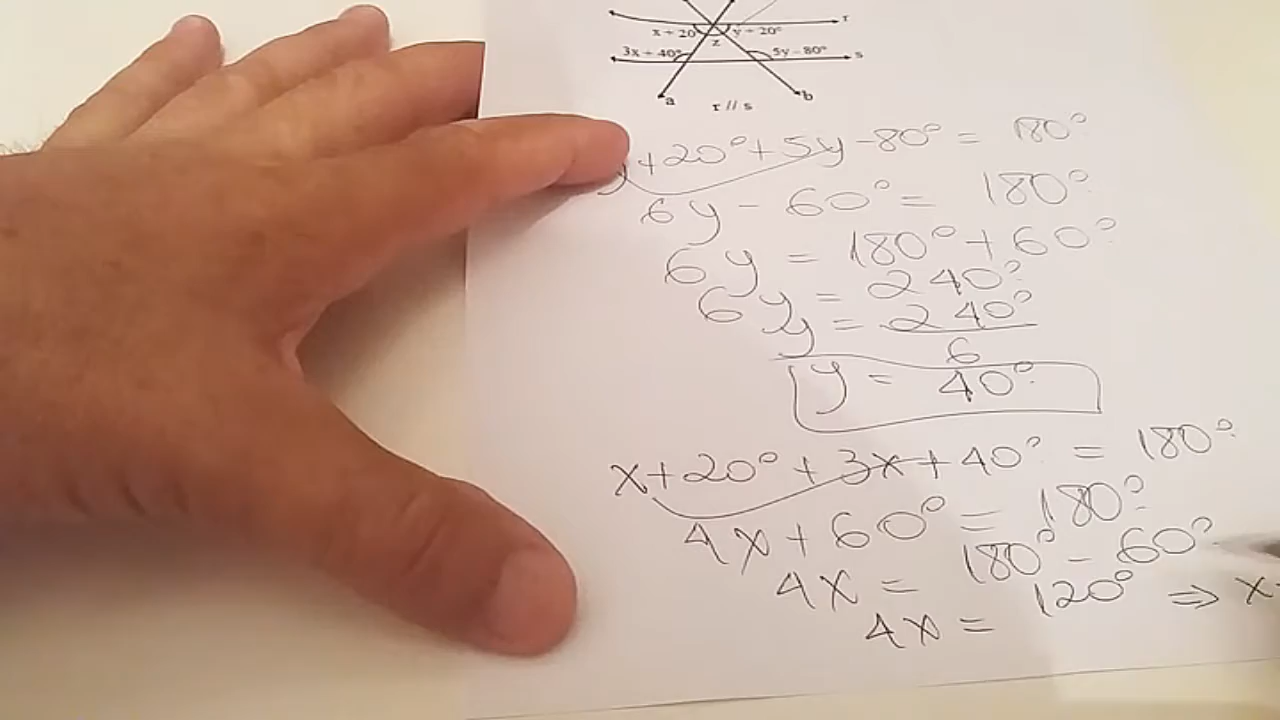 r
x + 20 y + 20°
z
3x + 40° 5y - 80° s
a r // s b
y+20°+5y-80° = 180°
6y - 60° = 180°
6y = 180°+60°
6y = 240°
y = 240°
6
y = 40°
x+20°+3x+40° = 180°
4x+60° = 180°
4x = 180° - 60°
4x = 120° ⇒ x